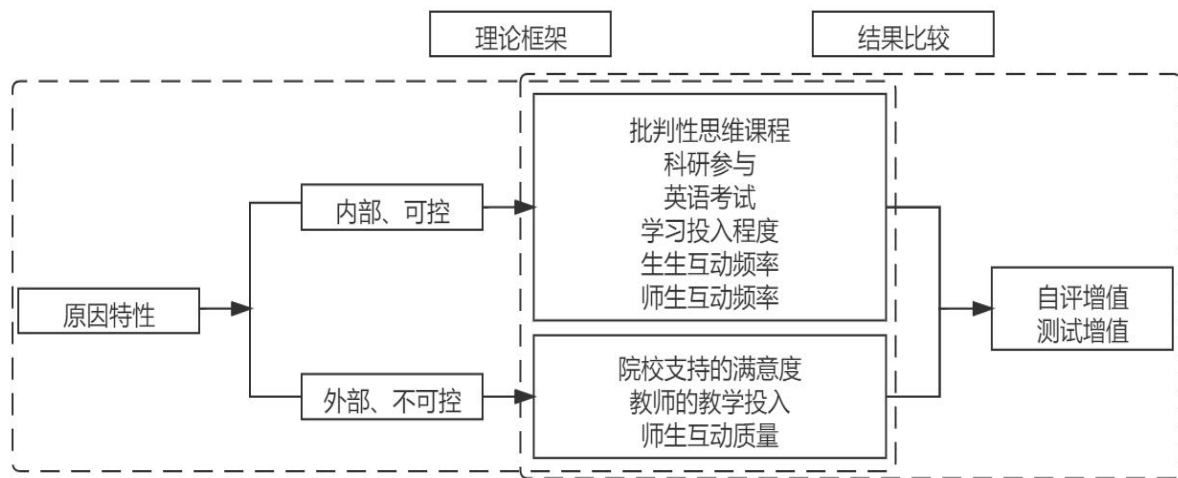 理论框架
结果比较
原因特性
内部、可控
外部、不可控
批判性思维课程
科研参与
英语考试
学习投入程度
生生互动频率
师生互动频率
院校支持的满意度
教师的教学投入
师生互动质量
自评增值
测试增值